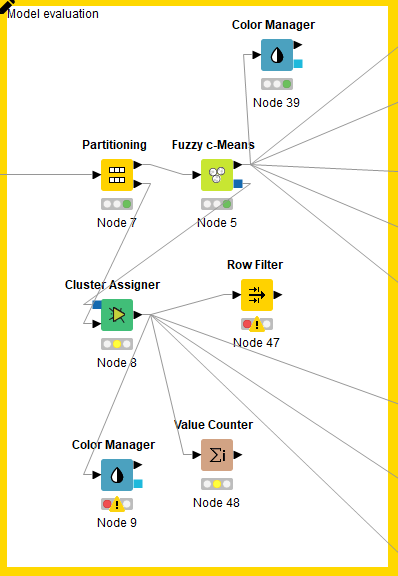 Model evaluation
Color Manager
Node 39
Partitioning
Fuzzy c-Means
Node 7
Node 5
Cluster Assigner
Row Filter
Node 8
Node 47
Color Manager
Value Counter
Σi
Node 9
Node 48